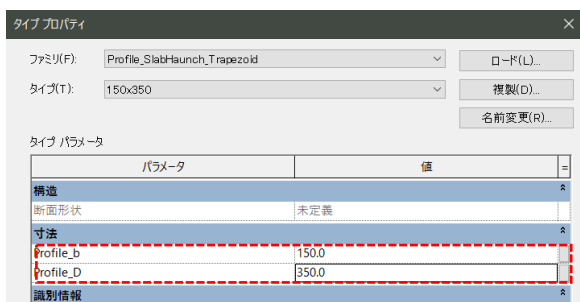 タイプ プロパティ
ファミリ(F): Profile_SlabHaunch_Trapezoid ロード(L)...
タイプ(T): 150x350 複製(D)...
名前変更(R)...
タイプ パラメータ
パラメータ 値 =
構造
断面形状 未定義
寸法
Profile_b 150.0
Profile_D 350.0
識別情報